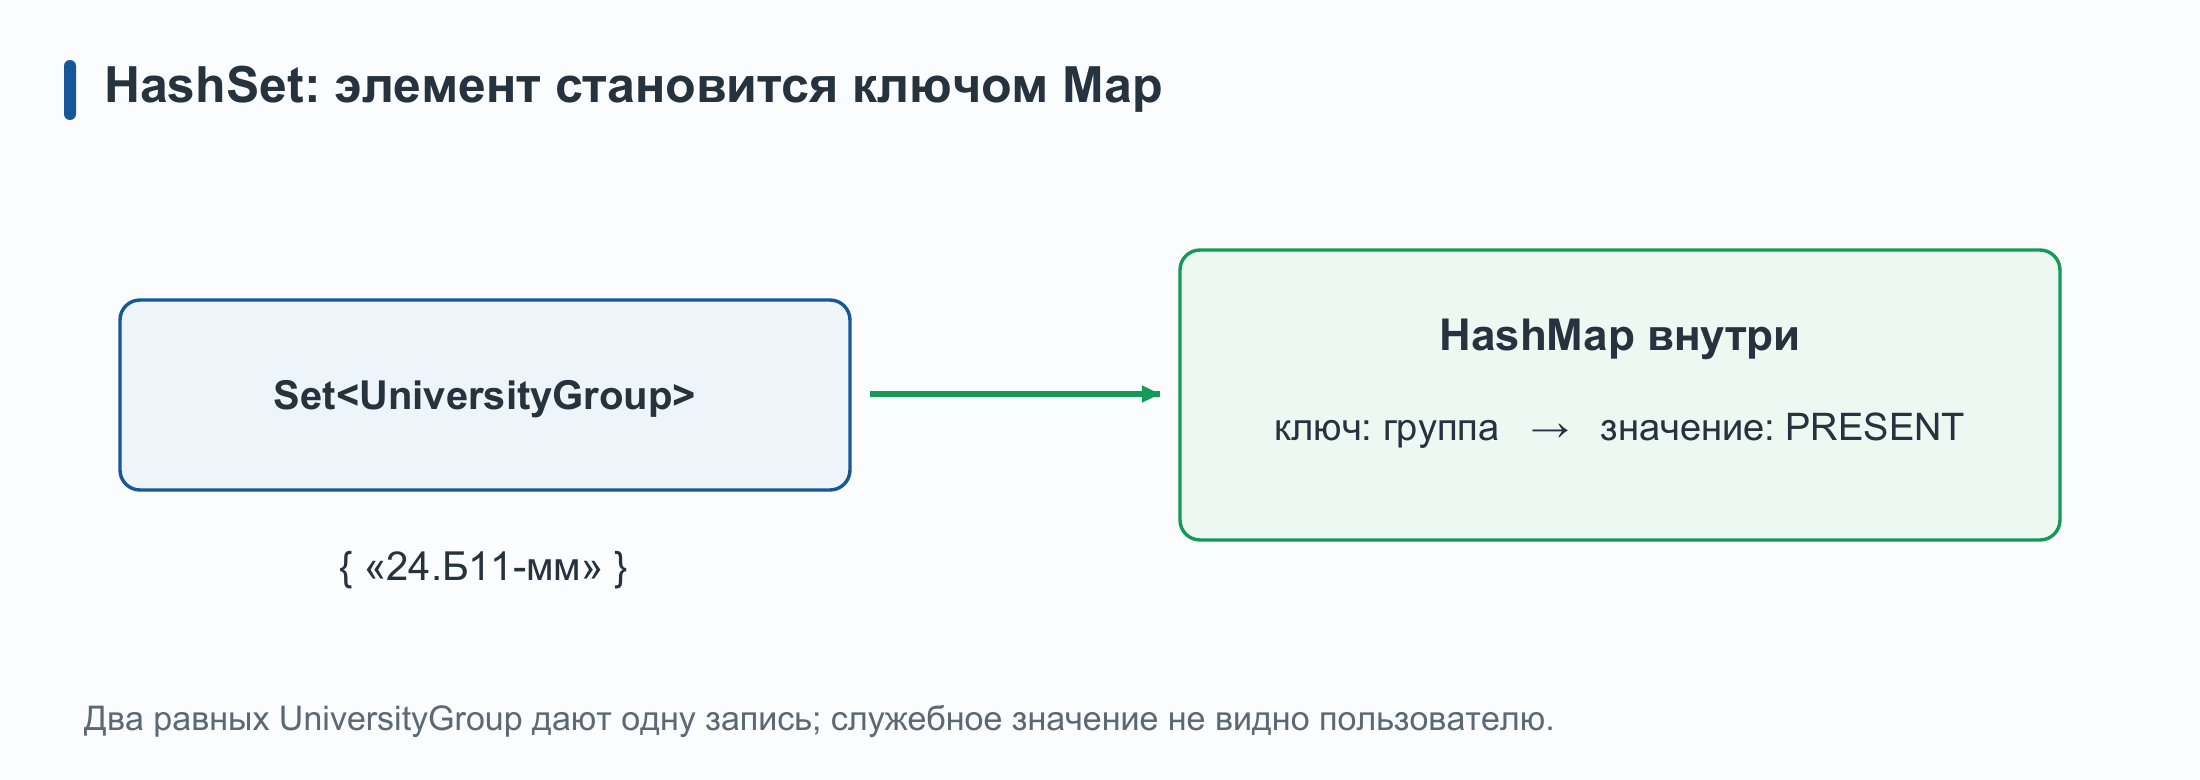 HashSet: элемент становится ключом Map
Set<UniversityGroup>
{ «24.Б11-мм» }
HashMap внутри
ключ: группа → значение: PRESENT
Два равных UniversityGroup дают одну запись; служебное значение не видно пользователю.